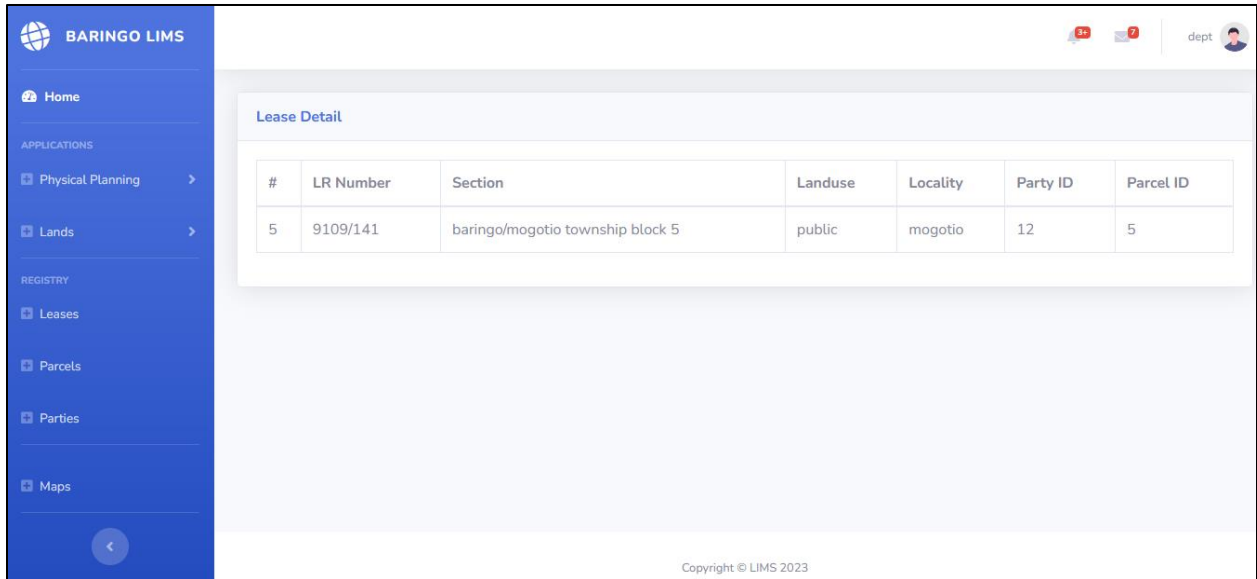 BARINGO LIMS
3+
7
dept
Home
APPLICATIONS
Physical Planning
Lands
REGISTRY
Leases
Parcels
Parties
Maps
Lease Detail
# LR Number Section Landuse Locality Party ID Parcel ID
5 9109/141 baringo/mogotio township block 5 public mogotio 12 5
Copyright © LIMS 2023